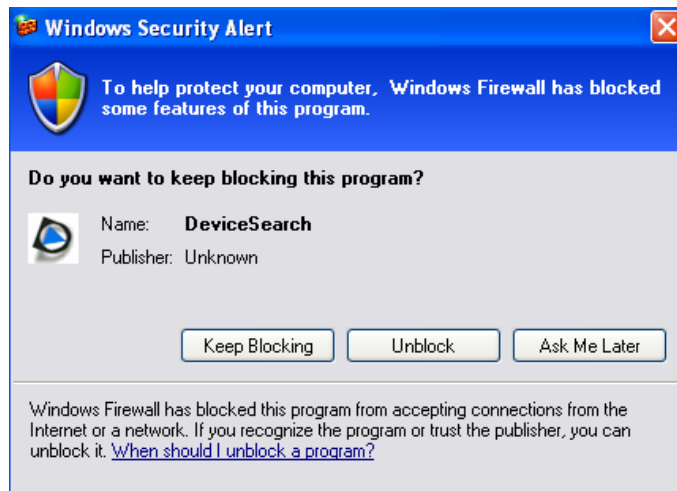 Windows Security Alert
To help protect your computer, Windows Firewall has blocked
some features of this program.
Do you want to keep blocking this program?
Name: DeviceSearch
Publisher: Unknown
Keep Blocking Unblock Ask Me Later
Windows Firewall has blocked this program from accepting connections from the
Internet or a network. If you recognize the program or trust the publisher, you can
unblock it. When should I unblock a program?